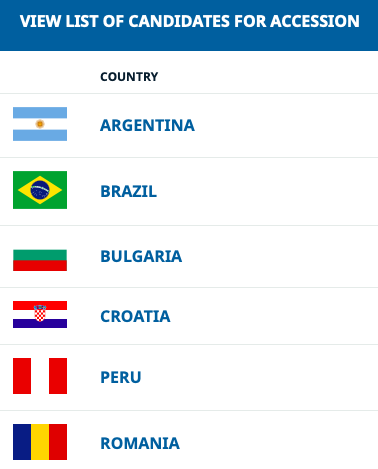 VIEW LIST OF CANDIDATES FOR ACCESSION
COUNTRY
ARGENTINA
BRAZIL
BULGARIA
CROATIA
PERU
ROMANIA